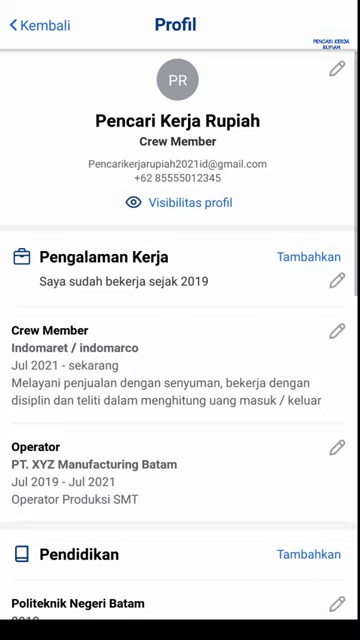 Kembali
Profil
PENCARI KERJA
RUPIAH
PR
Pencari Kerja Rupiah
Crew Member
Pencarikerjarupiah2021id@gmail.com
+62 85555012345
Visibilitas profil
Pengalaman Kerja
Tambahkan
Saya sudah bekerja sejak 2019
Crew Member
Indomaret / indomarco
Jul 2021 - sekarang
Melayani penjualan dengan senyuman, bekerja dengan
disiplin dan teliti dalam menghitung uang masuk / keluar
Operator
PT. XYZ Manufacturing Batam
Jul 2019 - Jul 2021
Operator Produksi SMT
Pendidikan
Tambahkan
Politeknik Negeri Batam